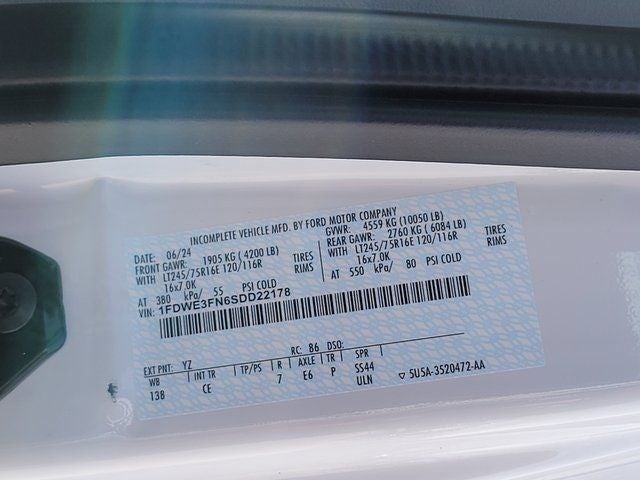 INCOMPLETE VEHICLE MFD. BY FORD MOTOR COMPANY
DATE: 06/24 GVWR: 4559 KG (10050 LB)
FRONT GAWR: 1905 KG ( 4200 LB) REAR GAWR: 2760 KG ( 6084 LB)
WITH LT245/75R16E 120/116R TIRES WITH LT245/75R16E 120/116R TIRES
16x7.0K RIMS 16x7.0K RIMS
AT 380 kPa/ 55 PSI COLD AT 550 kPa/ 80 PSI COLD
VIN: 1FDWE3FN6SDD22178
EXT PNT: YZ RC: 86 DSO:
WB INT TR TP/PS R AXLE TR SPR
138 CE 7 E6 P SS44
ULN
▽ 5U5A-3520472-AA